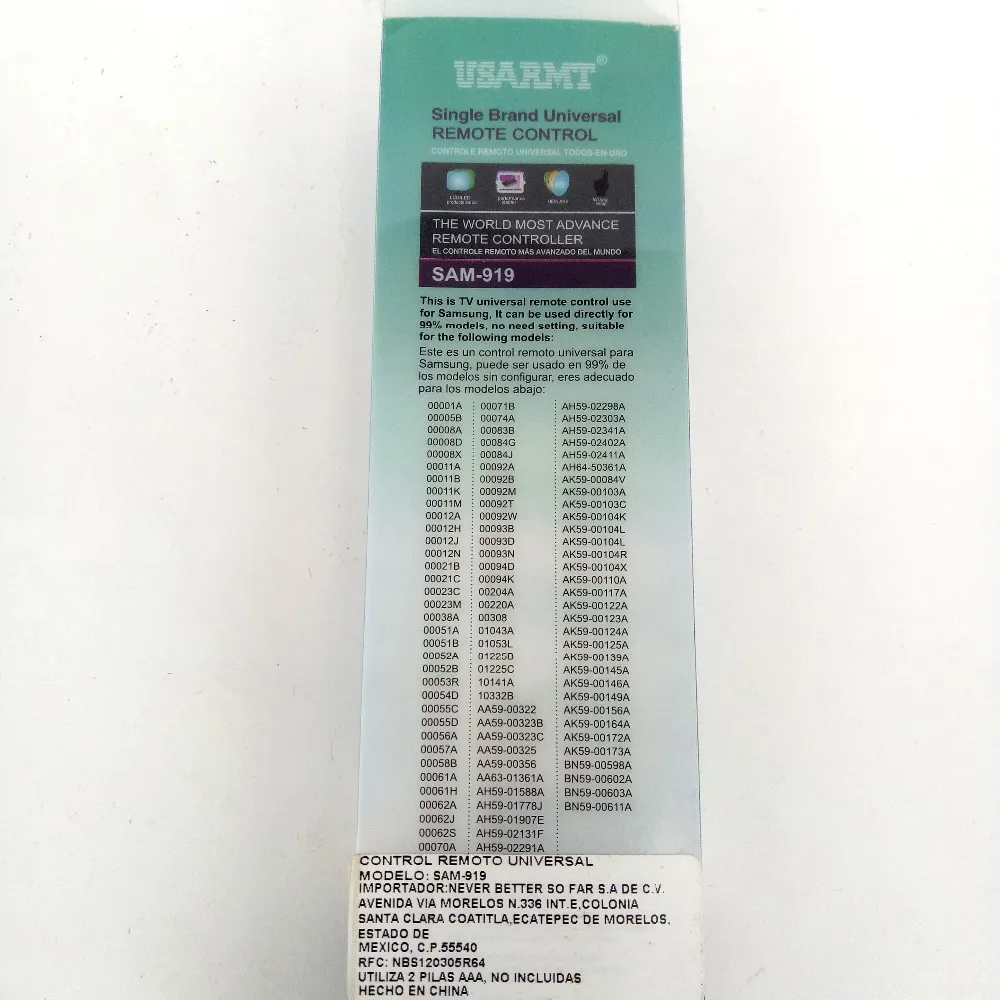 USARMT®
Single Brand Universal
REMOTE CONTROL
CONTROLE REMOTO UNIVERSAL TODOS-EN-UNO
THE WORLD MOST ADVANCE
REMOTE CONTROLLER
EL CONTROLE REMOTO MÁS AVANZADO DEL MUNDO
SAM-919
This is TV universal remote control use
for Samsung, It can be used directly for
99% models, no need setting, suitable
for the following models:
Este es un control remoto universal para
Samsung, puede ser usado en 99% de
los modelos sin configurar, eres adecuado
para los modelos abajo:
00001A 00071B AH59-02298A
00005B 00074A AH59-02303A
00008A 00083B AH59-02341A
00008D 00084G AH59-02402A
00008X 00084J AH59-02411A
00011A 00092A AH64-50361A
00011B 00092B AK59-00084V
00011K 00092M AK59-00103A
00011M 00092T AK59-00103C
00012A 00092W AK59-00104K
00012H 00093B AK59-00104L
00012J 00093D AK59-00104L
00012N 00093N AK59-00104R
00021B 00094D AK59-00104X
00021C 00094K AK59-00110A
00023C 00204A AK59-00117A
00023M 00220A AK59-00122A
00038A 00308 AK59-00123A
00051A 01043A AK59-00124A
00051B 01053L AK59-00125A
00052A 01225B AK59-00139A
00052B 01225C AK59-00145A
00053R 10141A AK59-00146A
00054D 10332B AK59-00149A
00055C AA59-00322 AK59-00156A
00055D AA59-00323B AK59-00164A
00056A AA59-00323C AK59-00172A
00057A AA59-00325 AK59-00173A
00058B AA59-00356 BN59-00598A
00061A AA63-01361A BN59-00602A
00061H AH59-01588A BN59-00603A
00062A AH59-01778J BN59-00611A
00062J AH59-01907E
00062S AH59-02131F
00070A AH59-02291A
CONTROL REMOTO UNIVERSAL
MODELO: SAM-919
IMPORTADOR:NEVER BETTER SO FAR S.A DE C.V.
AVENIDA VIA MORELOS N.336 INT.E,COLONIA
SANTA CLARA COATITLA,ECATEPEC DE MORELOS,
ESTADO DE
MEXICO, C.P.55540
RFC: NBS120305R64
UTILIZA 2 PILAS AAA, NO INCLUIDAS
HECHO EN CHINA